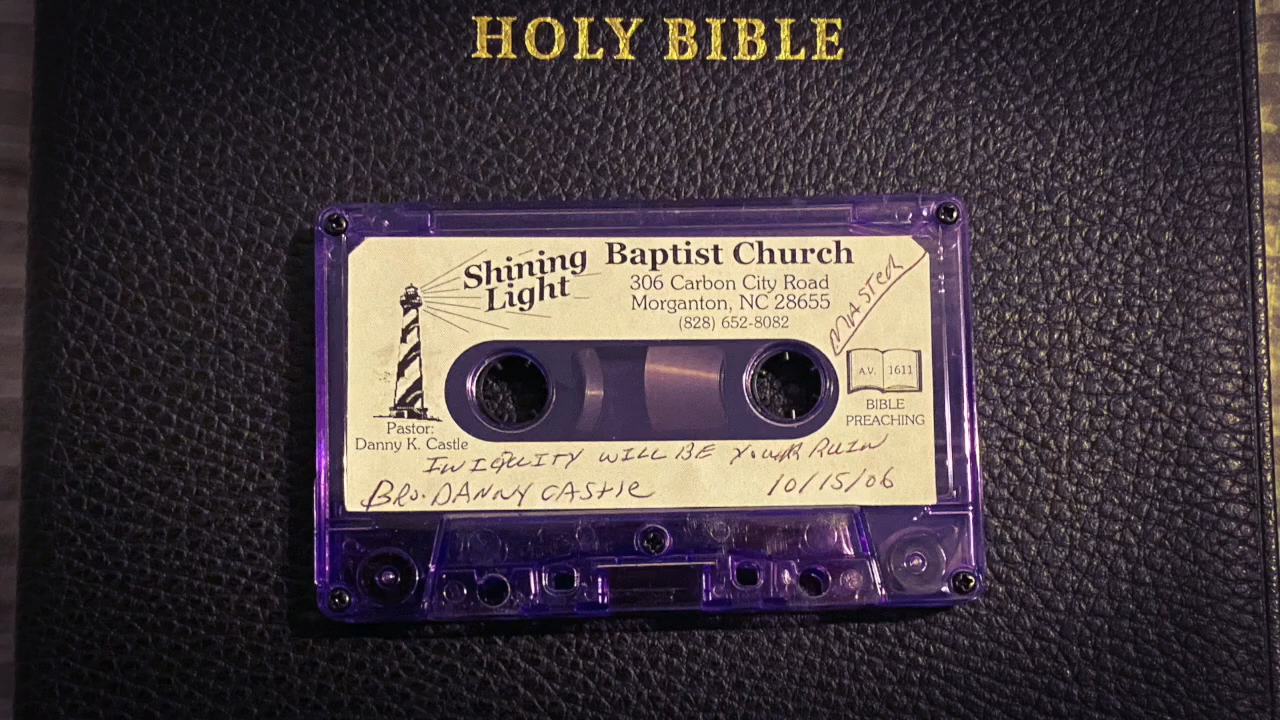 HOLY BIBLE
Shining
Light
Baptist Church
306 Carbon City Road
Morganton, NC 28655
(828) 652-8082
MASTER
A.V. 1611
BIBLE
PREACHING
Pastor:
Danny K. Castle
INIQUITY WILL BE YOUR RUIN
BRO. DANNY CASTlE
10/15/06